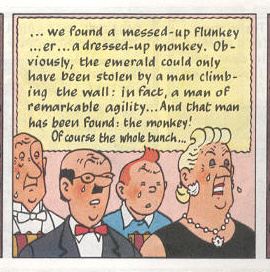 ... we found a messed-up flunkey
...er... a dressed-up monkey. Ob-
viously, the emerald could only
have been stolen by a man climb-
ing the wall: in fact, a man of
remarkable agility... And that man
has been found: the monkey!
Of course the whole bunch...